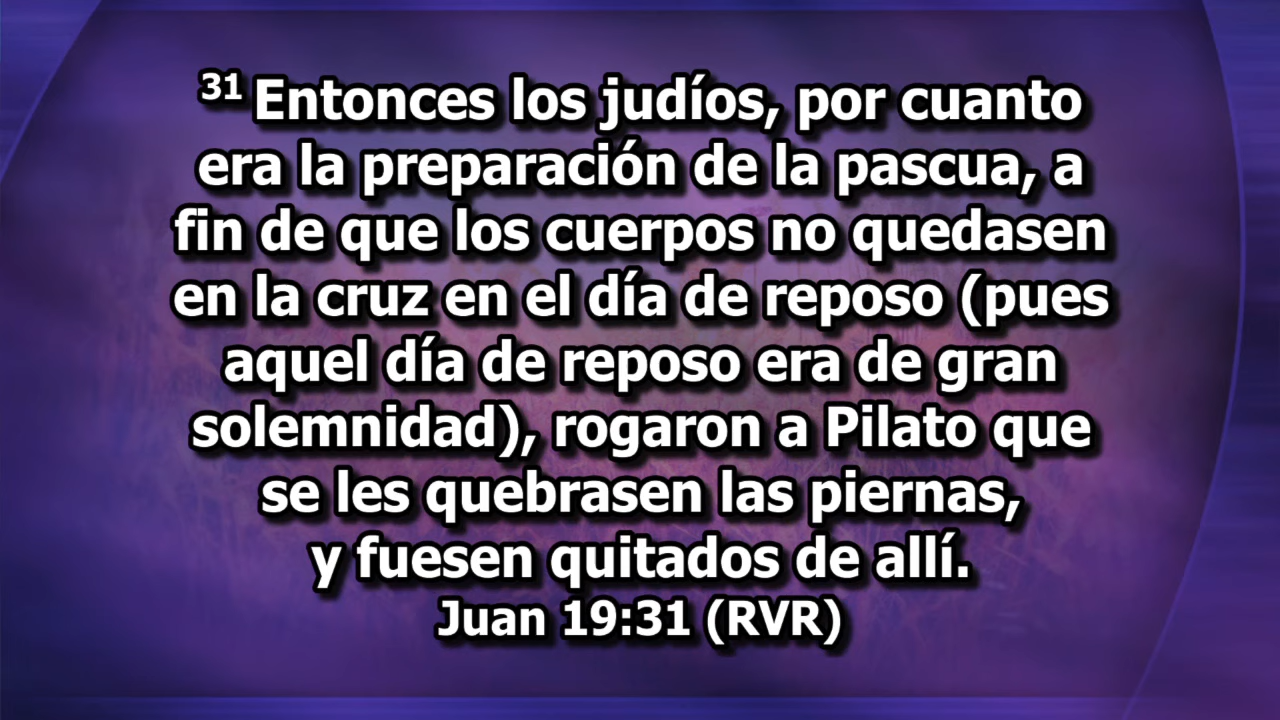 31 Entonces los judíos, por cuanto
era la preparación de la pascua, a
fin de que los cuerpos no quedasen
en la cruz en el día de reposo (pues
aquel día de reposo era de gran
solemnidad), rogaron a Pilato que
se les quebrasen las piernas,
y fuesen quitados de allí.
Juan 19:31 (RVR)